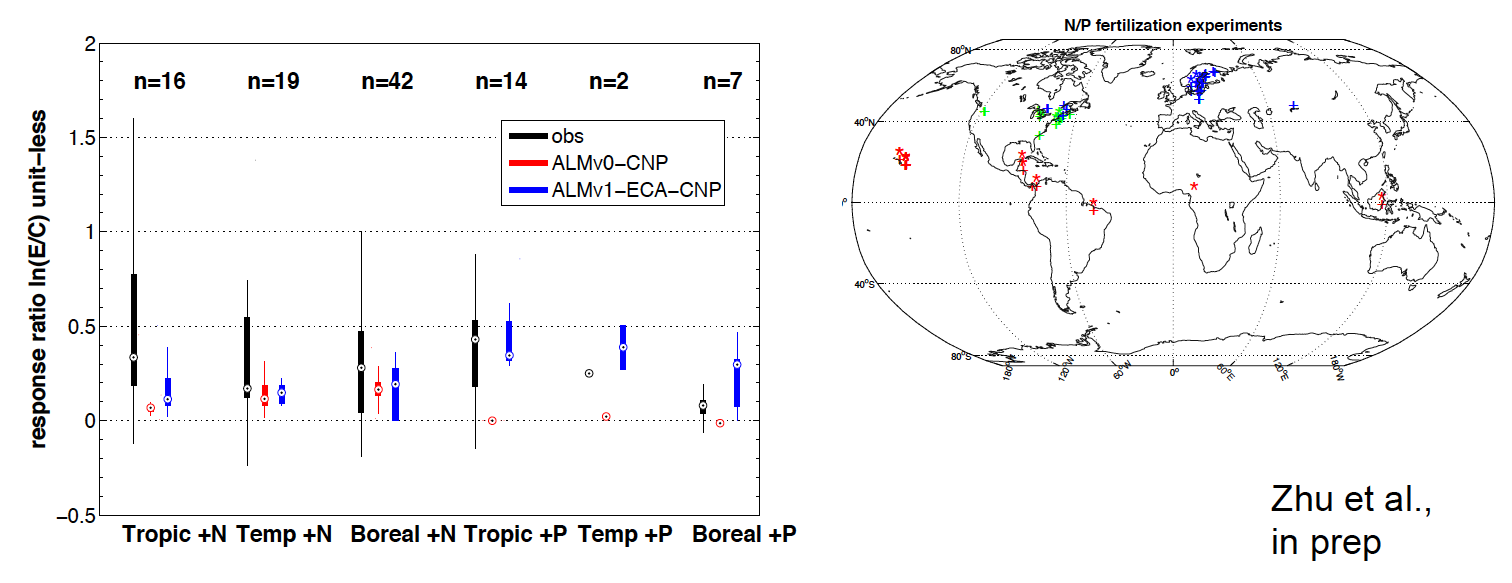 2
n=16 n=19 n=42 n=14 n=2 n=7
1.5
obs
ALMv0−CNP
ALMv1−ECA−CNP
1
0.5
0
−0.5
response ratio ln(E/C) unit−less
Tropic +N Temp +N Boreal +N Tropic +P Temp +P Boreal +P
N/P fertilization experiments
80°N
40°N
0°
40°S
80°S
180°W 120°W 60°W 0° 60°E 120°E 180°W
Zhu et al.,
in prep